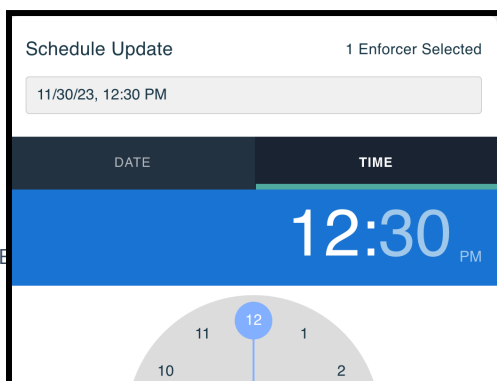 Schedule Update 1 Enforcer Selected
11/30/23, 12:30 PM
DATE TIME
12:30 PM
12
11 1
10 2